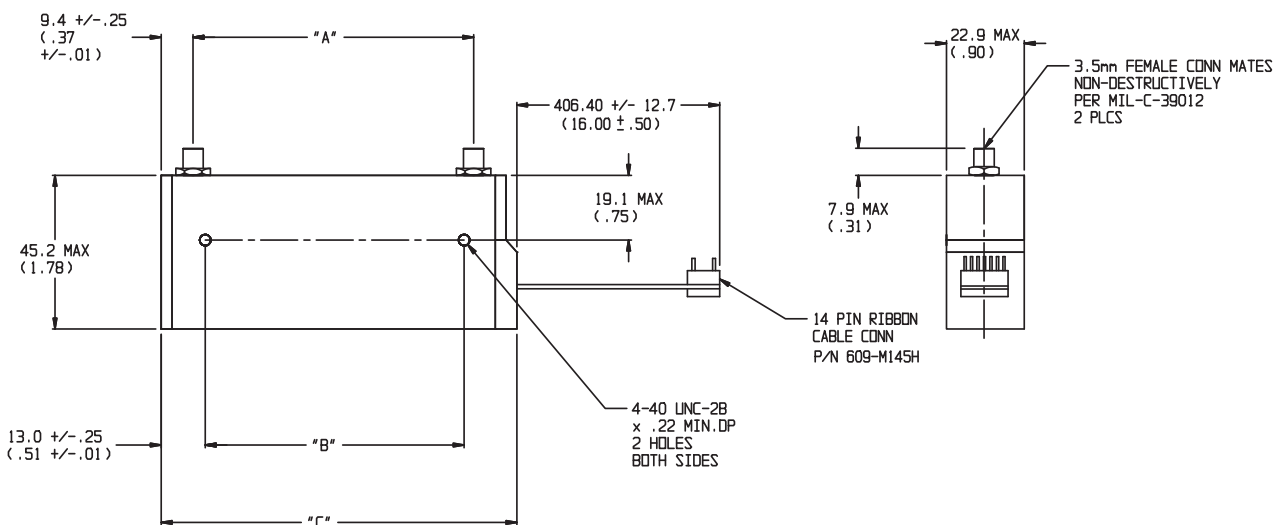 9.4 +/-.25
(.37
+/-.01)
"A"
406.40 +/- 12.7
(16.00 ± .50)
22.9 MAX
(.90)
3.5mm FEMALE CONN MATES
NON-DESTRUCTIVELY
PER MIL-C-39012
2 PLCS
19.1 MAX
(.75)
7.9 MAX
(.31)
45.2 MAX
(1.78)
14 PIN RIBBON
CABLE CONN
P/N 609-M145H
4-40 UNC-2B
x .22 MIN.DP
2 HOLES
BOTH SIDES
13.0 +/-.25
(.51 +/-.01)
"B"
"C"